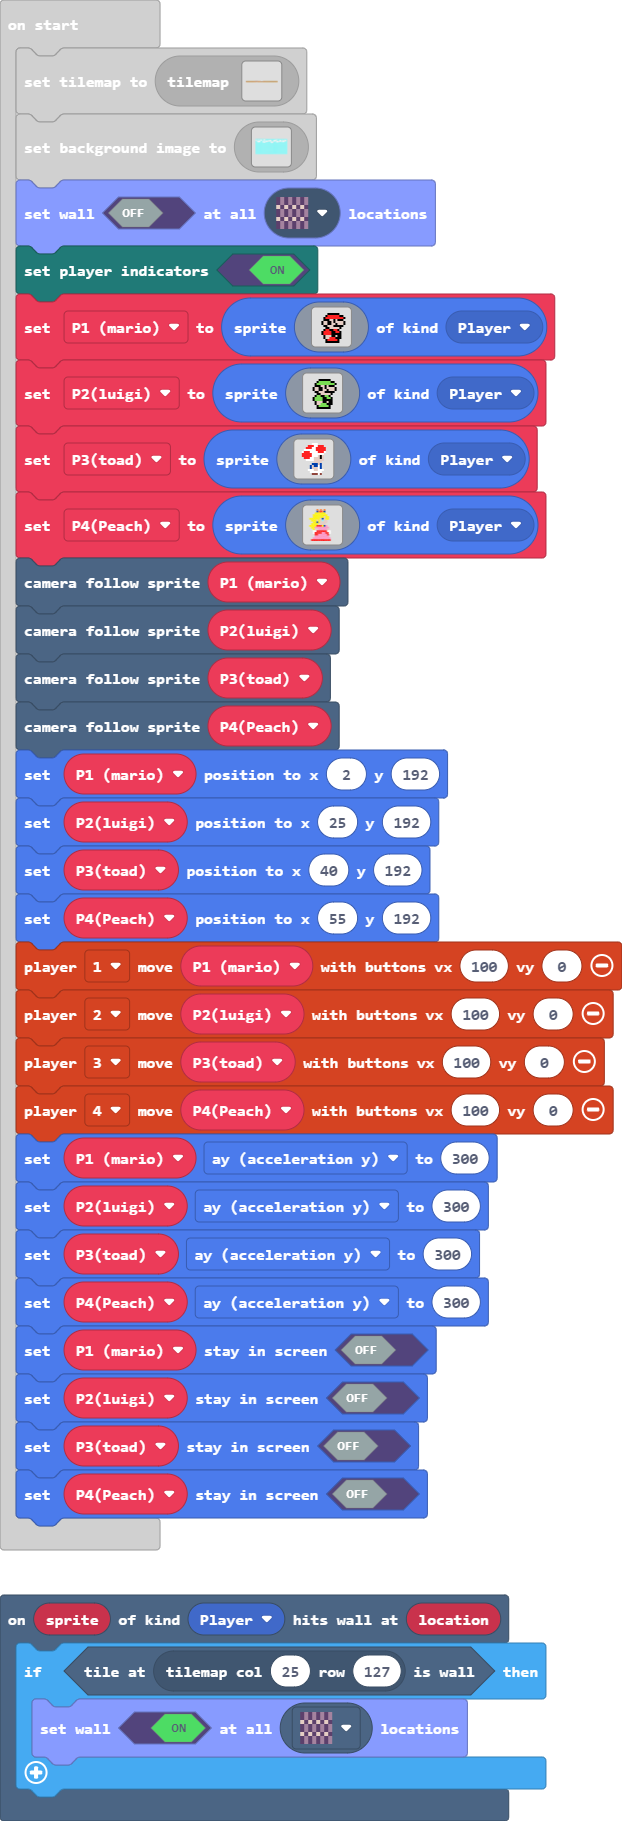 on start
set tilemap to tilemap
set background image to
set wall OFF at all locations
set player indicators ON
set P1 (mario) to sprite of kind Player
set P2(luigi) to sprite of kind Player
set P3(toad) to sprite of kind Player
set P4(Peach) to sprite of kind Player
camera follow sprite P1 (mario)
camera follow sprite P2(luigi)
camera follow sprite P3(toad)
camera follow sprite P4(Peach)
set P1 (mario) position to x 2 y 192
set P2(luigi) position to x 25 y 192
set P3(toad) position to x 40 y 192
set P4(Peach) position to x 55 y 192
player 1 move P1 (mario) with buttons vx 100 vy 0
player 2 move P2(luigi) with buttons vx 100 vy 0
player 3 move P3(toad) with buttons vx 100 vy 0
player 4 move P4(Peach) with buttons vx 100 vy 0
set P1 (mario) ay (acceleration y) to 300
set P2(luigi) ay (acceleration y) to 300
set P3(toad) ay (acceleration y) to 300
set P4(Peach) ay (acceleration y) to 300
set P1 (mario) stay in screen OFF
set P2(luigi) stay in screen OFF
set P3(toad) stay in screen OFF
set P4(Peach) stay in screen OFF
on sprite of kind Player hits wall at location
if tile at tilemap col 25 row 127 is wall then
set wall ON at all locations